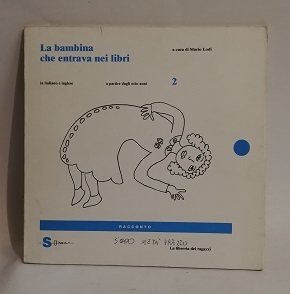 La bambina
che entrava nei libri
a cura di Mario Lodi
in italiano e inglese
a partire dagli otto anni
2
RACCONTO
La libreria dei ragazzi